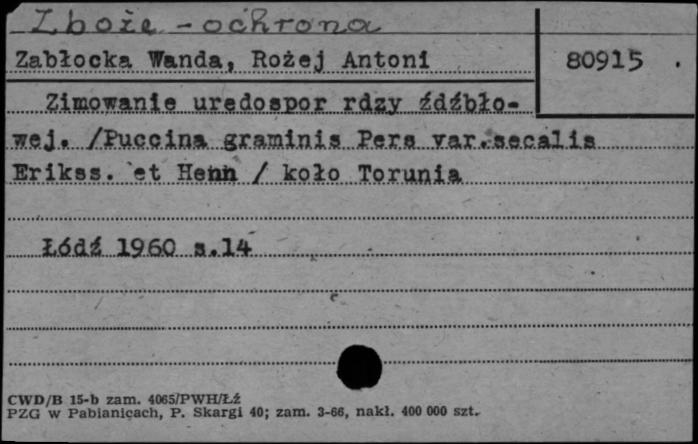 Zboże - ochrona
Zabłocka Wanda, Rożej Antoni
80915 .
Zimowanie uredospor rdzy źdźbło-
wej. /Puccina graminis Pers var.secalis
Erikss. et Henn / koło Torunia
Łódź 1960 s.14
CWD/B 15-b zam. 4065/PWH/Łź
PZG w Pabianicach, P. Skargi 40; zam. 3-66, nakł. 400 000 szt.